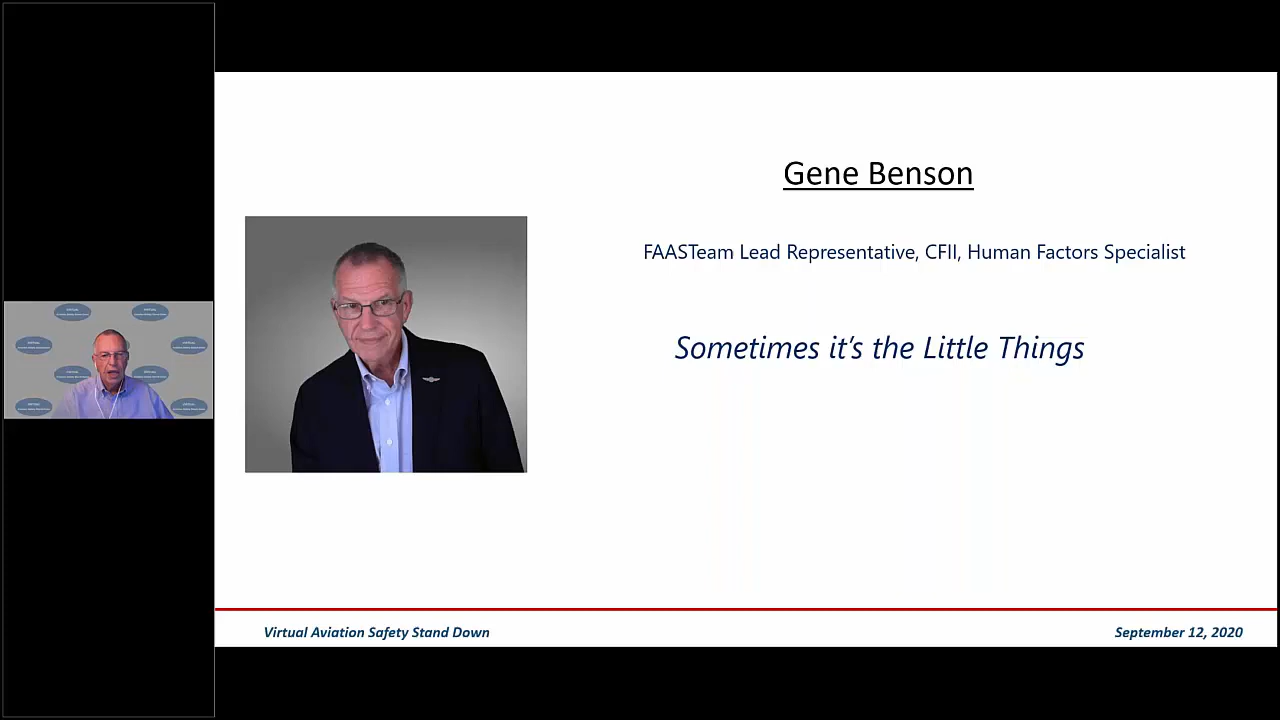 Gene Benson
FAASTeam Lead Representative, CFII, Human Factors Specialist
Sometimes it's the Little Things
Virtual Aviation Safety Stand Down
September 12, 2020